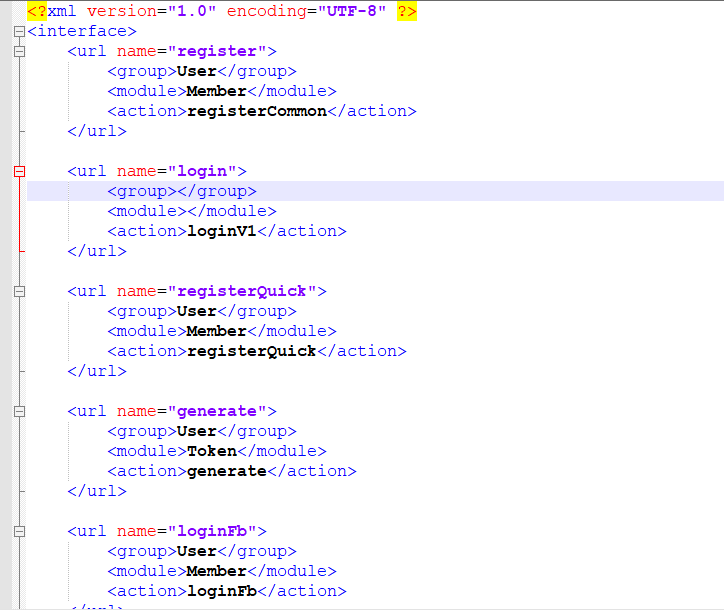 <?xml version="1.0" encoding="UTF-8" ?>
<interface>
    <url name="register">
        <group>User</group>
        <module>Member</module>
        <action>registerCommon</action>
    </url>

    <url name="login">
        <group></group>
        <module></module>
        <action>loginV1</action>
    </url>

    <url name="registerQuick">
        <group>User</group>
        <module>Member</module>
        <action>registerQuick</action>
    </url>

    <url name="generate">
        <group>User</group>
        <module>Token</module>
        <action>generate</action>
    </url>

    <url name="loginFb">
        <group>User</group>
        <module>Member</module>
        <action>loginFb</action>